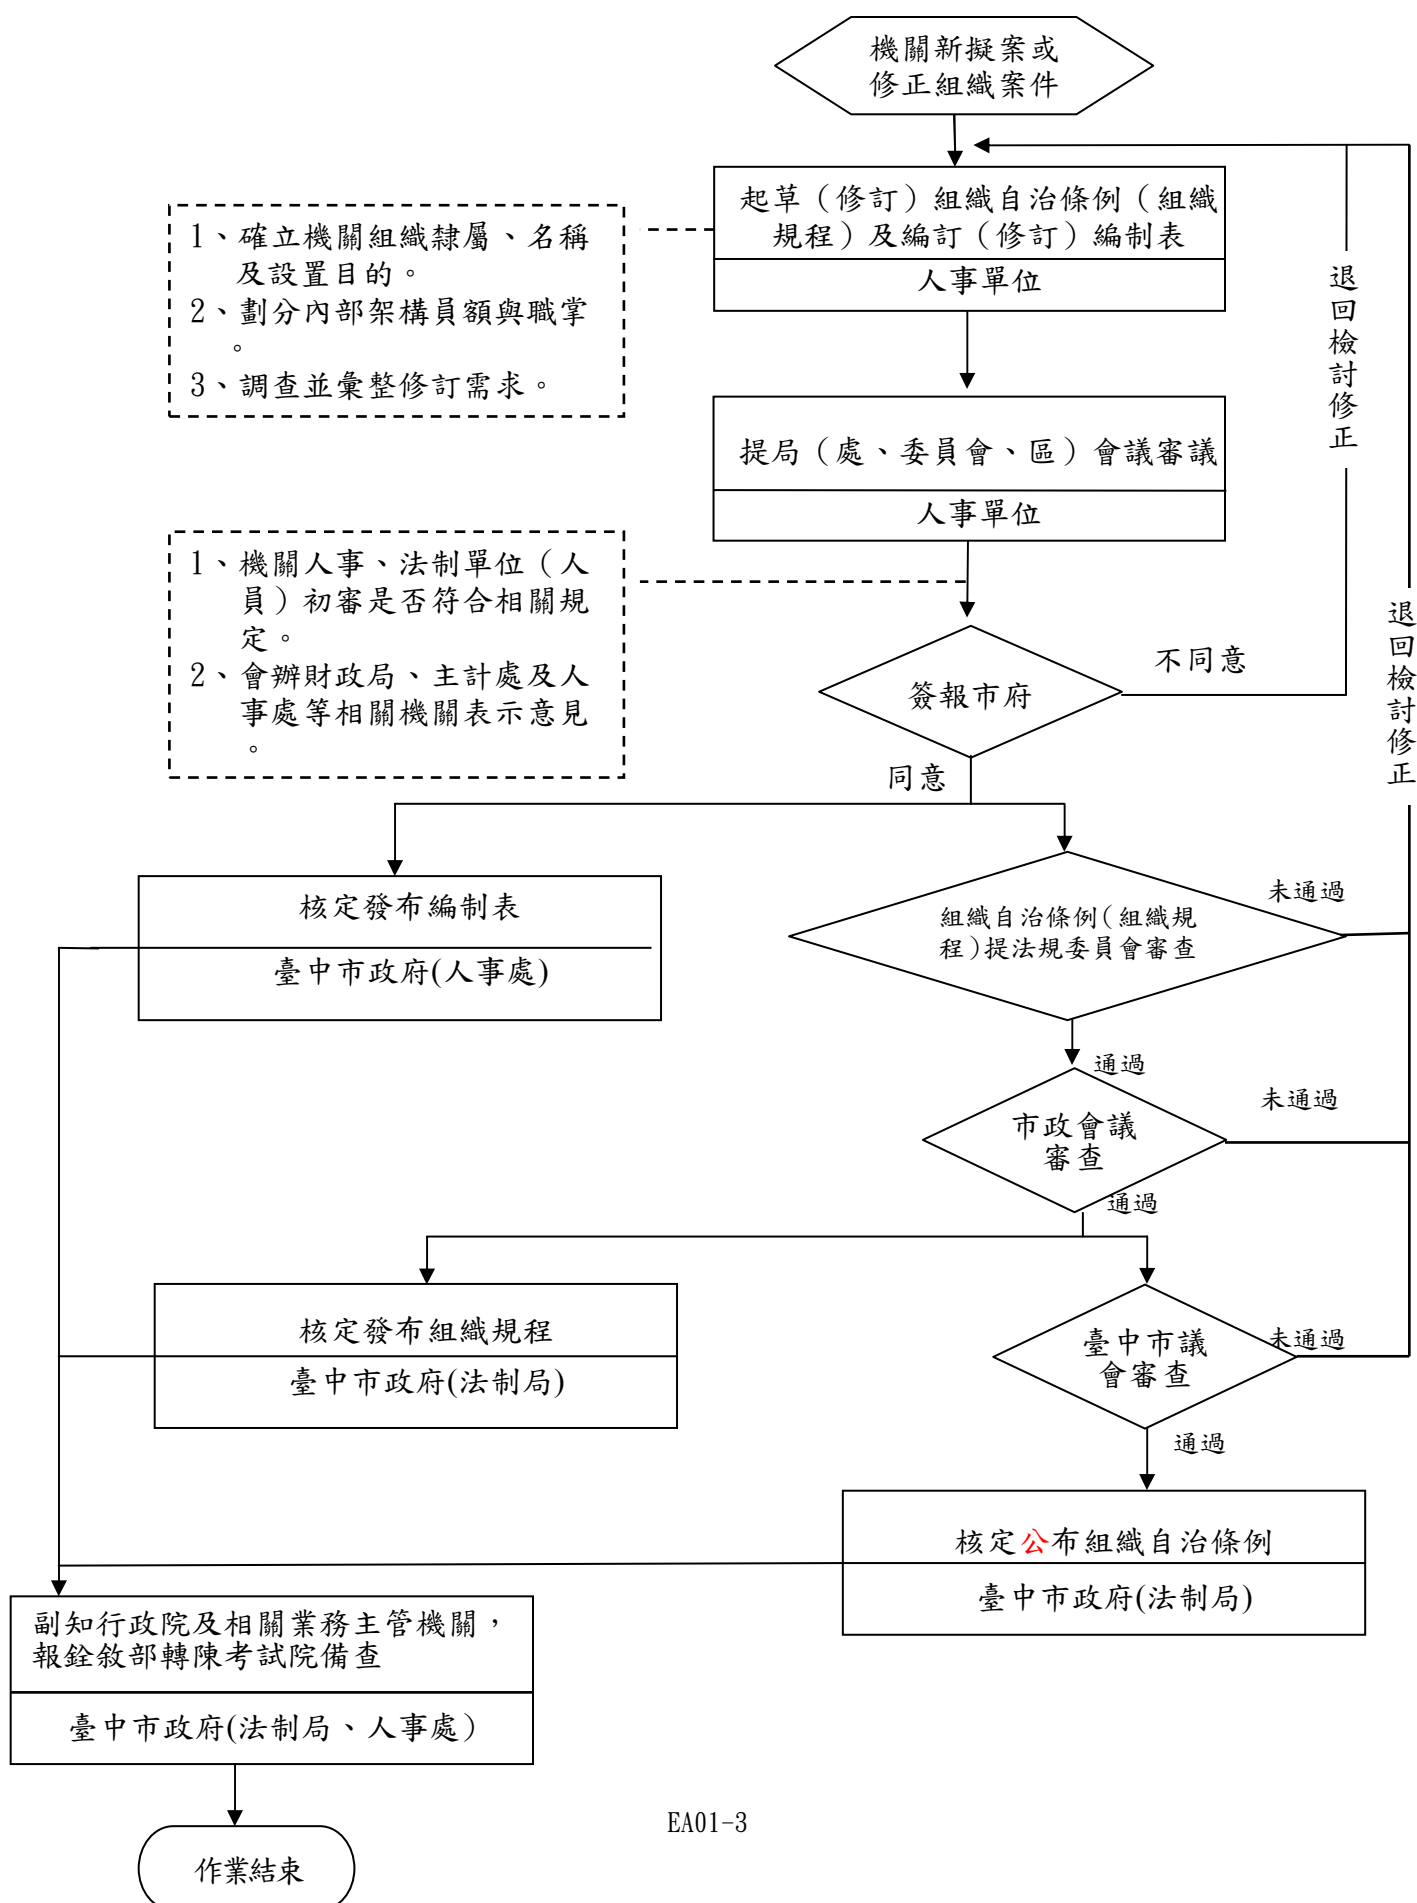 機關新擬案或
修正組織案件
起草（修訂）組織自治條例（組織
規程）及編訂（修訂）編制表
人事單位
1、確立機關組織隸屬、名稱
及設置目的。
2、劃分內部架構員額與職掌
。
3、調查並彙整修訂需求。
退回檢討修正
提局（處、委員會、區）會議審議
人事單位
1、機關人事、法制單位（人
員）初審是否符合相關規
定。
2、會辦財政局、主計處及人
事處等相關機關表示意見
。
簽報市府
不同意
退回檢討修正
同意
核定發布編制表
臺中市政府(人事處)
組織自治條例(組織規
程)提法規委員會審查
未通過
通過
市政會議
審查
未通過
通過
核定發布組織規程
臺中市政府(法制局)
臺中市議
會審查
未通過
通過
核定公布組織自治條例
臺中市政府(法制局)
副知行政院及相關業務主管機關，
報銓敘部轉陳考試院備查
臺中市政府(法制局、人事處）
作業結束
EA01-3